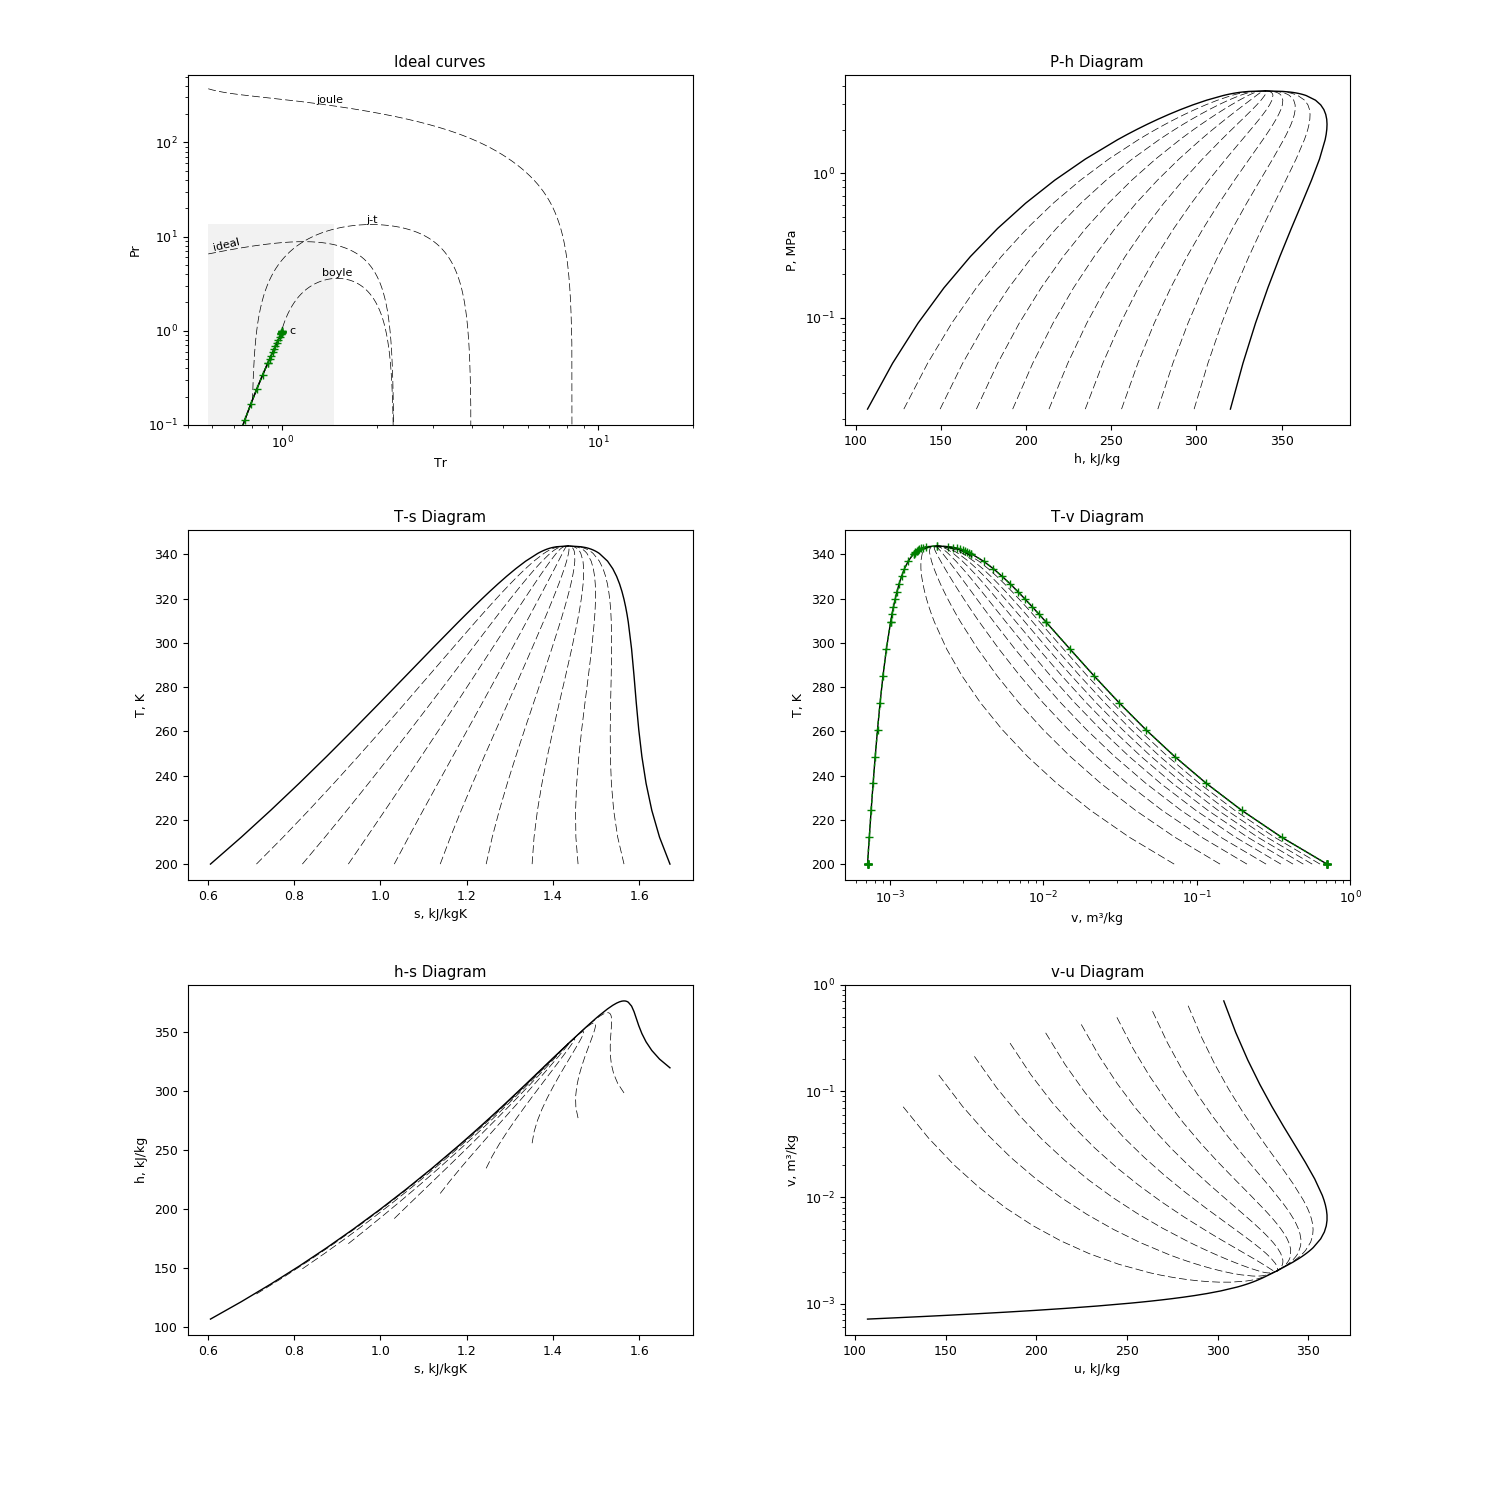 Ideal curves
joule
j-t
ideal
boyle
c
Pr
10²
10¹
10⁰
10⁻¹
10⁰ 10¹
Tr
P-h Diagram
P, MPa
10⁰
10⁻¹
100 150 200 250 300 350
h, kJ/kg
T-s Diagram
T, K
340
320
300
280
260
240
220
200
0.6 0.8 1.0 1.2 1.4 1.6
s, kJ/kgK
T-v Diagram
T, K
340
320
300
280
260
240
220
200
10⁻³ 10⁻² 10⁻¹ 10⁰
v, m³/kg
h-s Diagram
h, kJ/kg
350
300
250
200
150
100
0.6 0.8 1.0 1.2 1.4 1.6
s, kJ/kgK
v-u Diagram
v, m³/kg
10⁰
10⁻¹
10⁻²
10⁻³
100 150 200 250 300 350
u, kJ/kg